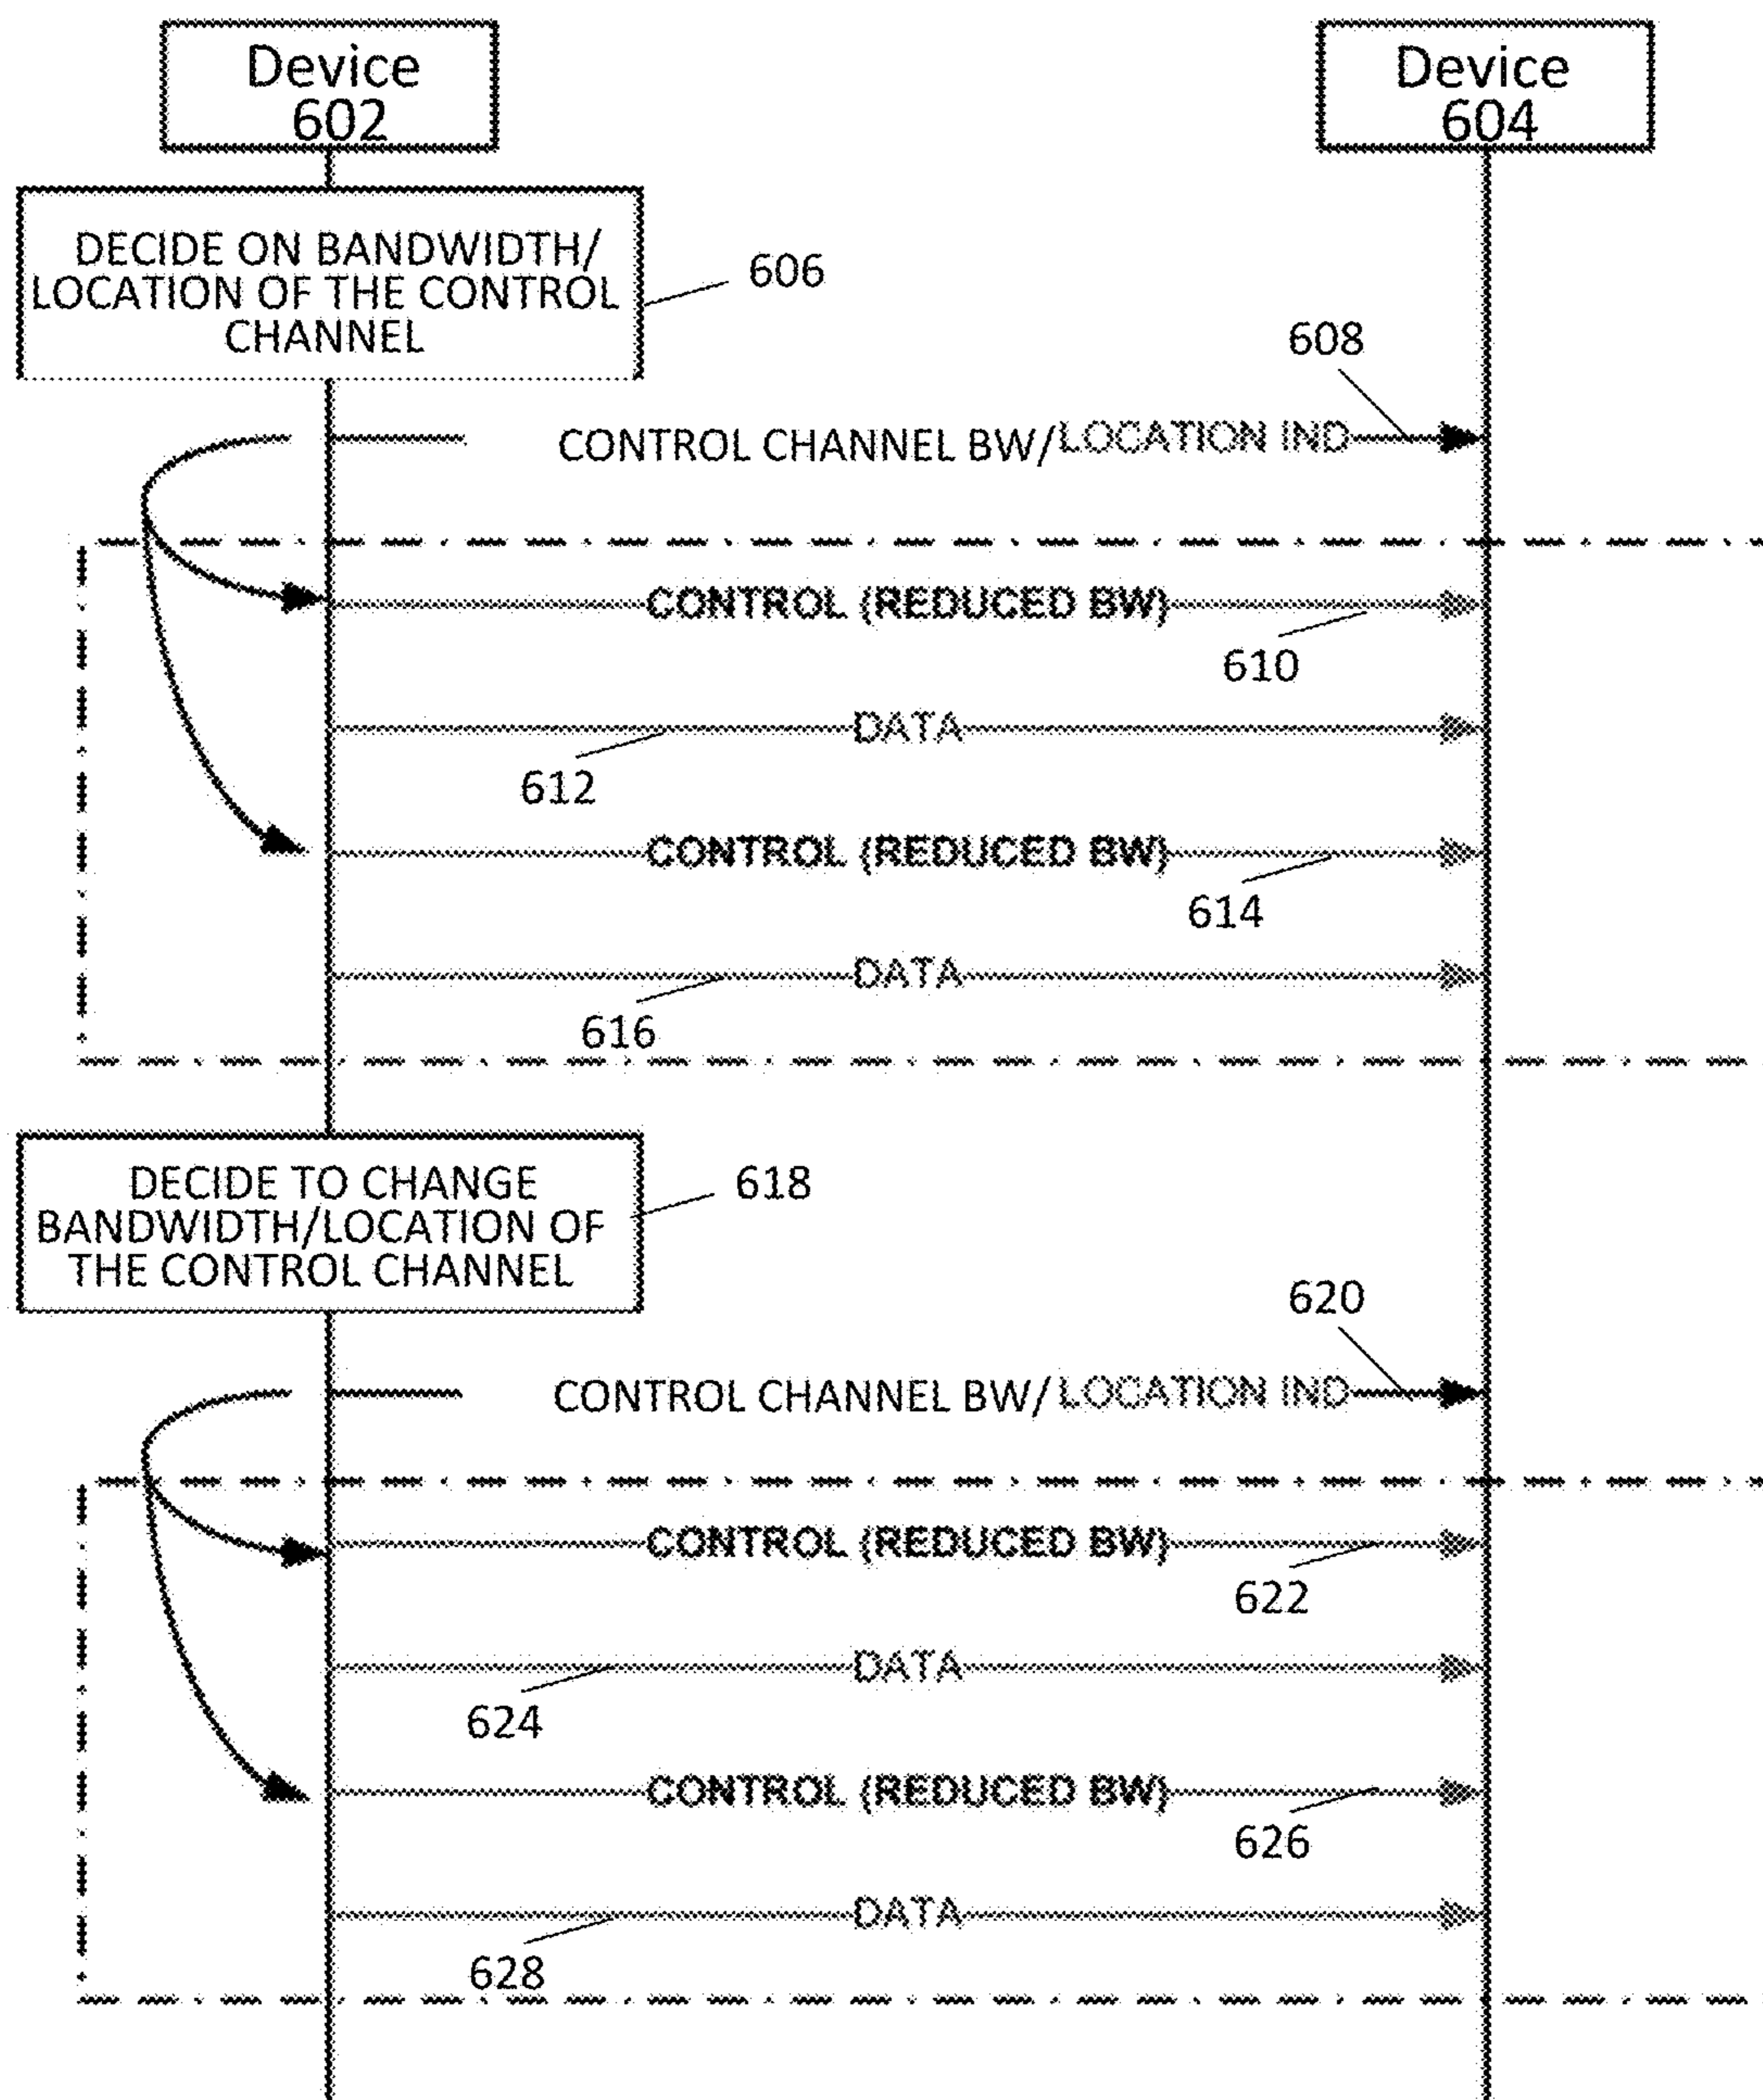 Device
602
Device
604
DECIDE ON BANDWIDTH/
LOCATION OF THE CONTROL
CHANNEL
606
608
CONTROL CHANNEL BW/LOCATION IND
CONTROL (REDUCED BW)
610
DATA
612
CONTROL (REDUCED BW)
614
DATA
616
DECIDE TO CHANGE
BANDWIDTH/LOCATION OF
THE CONTROL CHANNEL
618
620
CONTROL CHANNEL BW/LOCATION IND
CONTROL (REDUCED BW)
622
DATA
624
CONTROL (REDUCED BW)
626
DATA
628